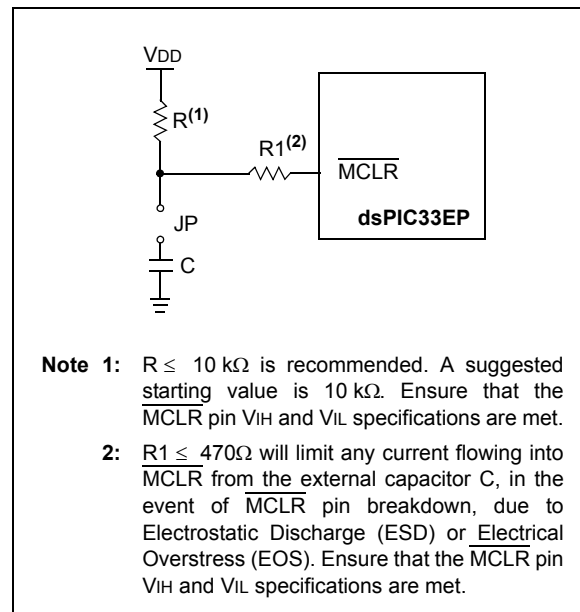 VDD
R(1)
R1(2)
MCLR
dsPIC33EP
JP
C
Note 1: R ≤ 10 kΩ is recommended. A suggested
starting value is 10 kΩ. Ensure that the
MCLR pin VIH and VIL specifications are met.
2: R1 ≤ 470Ω will limit any current flowing into
MCLR from the external capacitor C, in the
event of MCLR pin breakdown, due to
Electrostatic Discharge (ESD) or Electrical
Overstress (EOS). Ensure that the MCLR pin
VIH and VIL specifications are met.